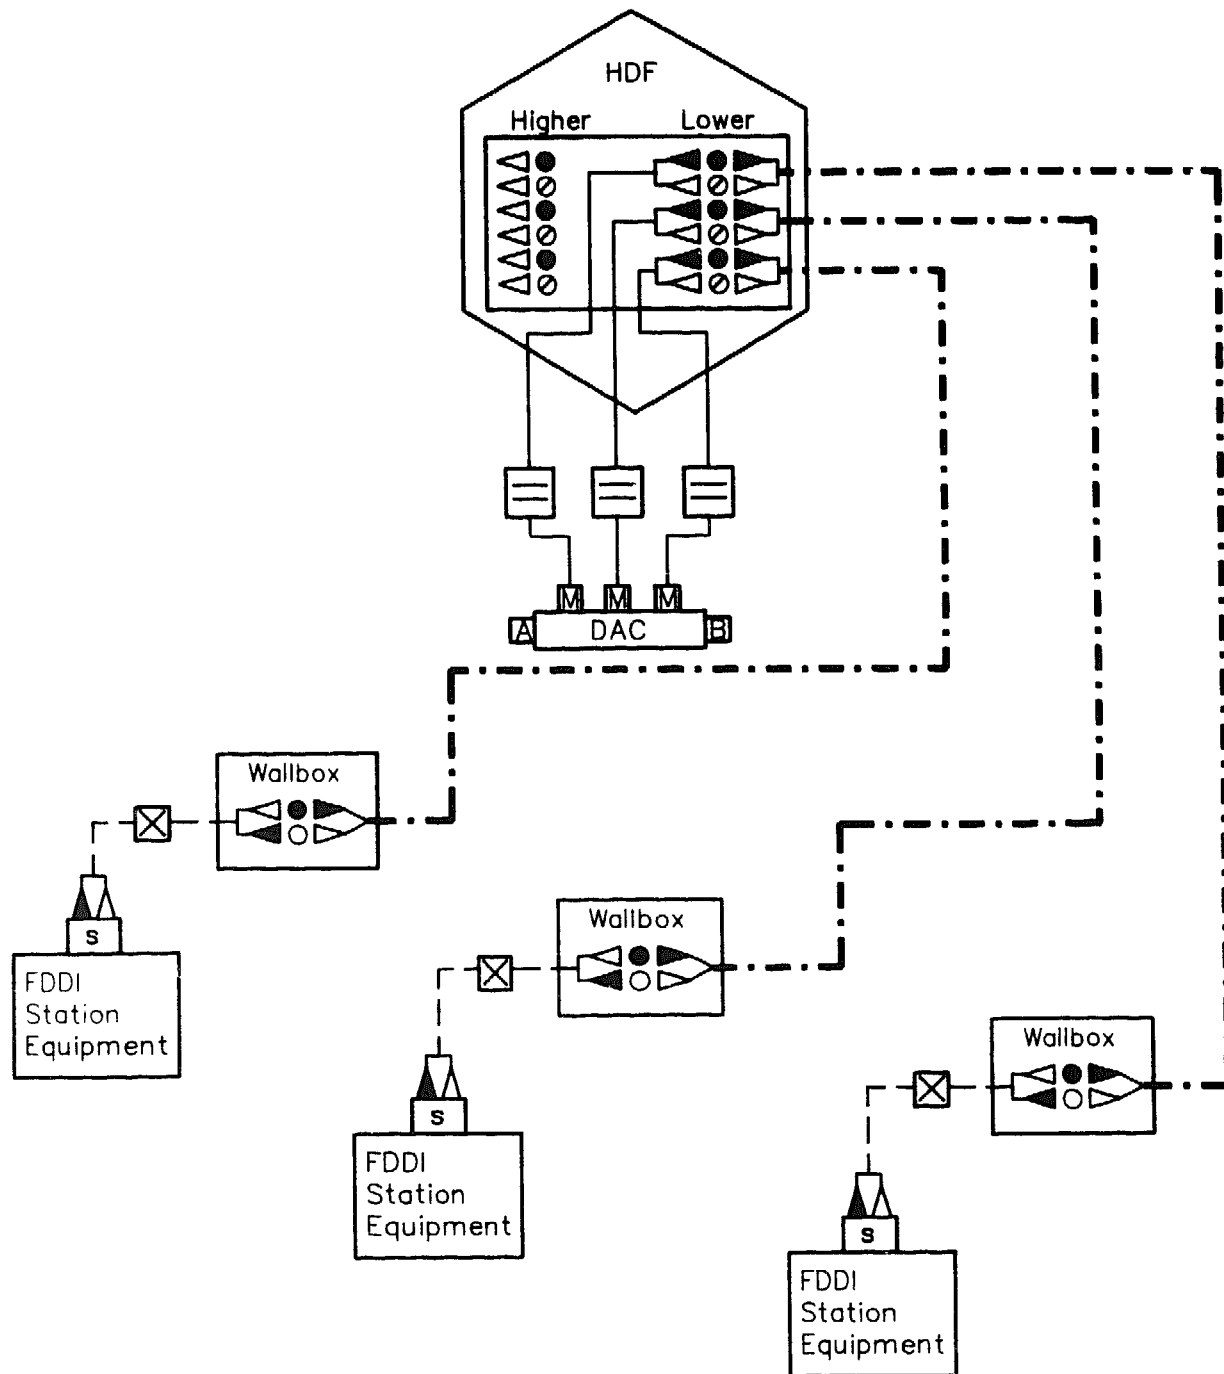 HDF
Higher Lower
M M M
A DAC B
Wallbox
S
FDDI
Station
Equipment
Wallbox
S
FDDI
Station
Equipment
Wallbox
S
FDDI
Station
Equipment